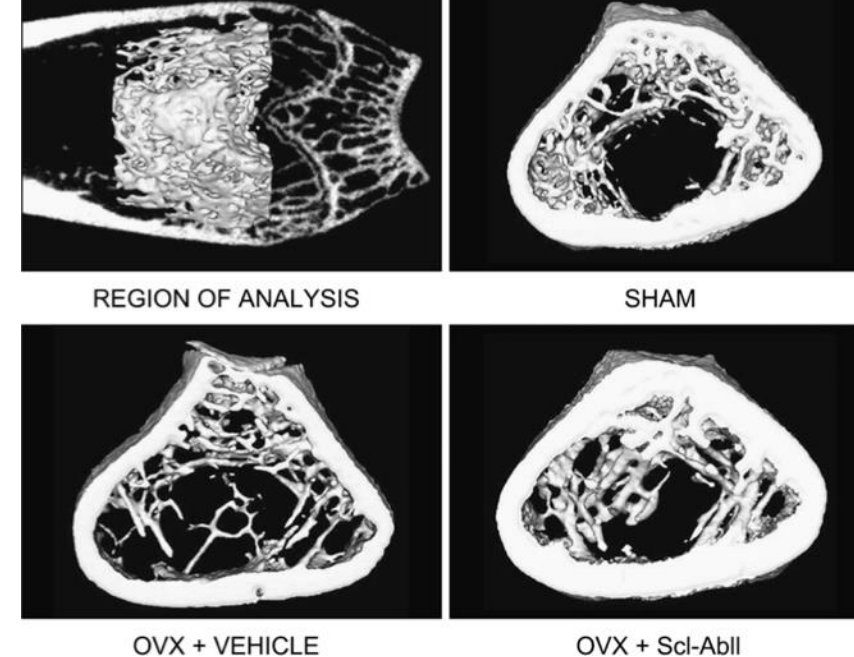 REGION OF ANALYSIS
SHAM
OVX + VEHICLE
OVX + Scl-AbII